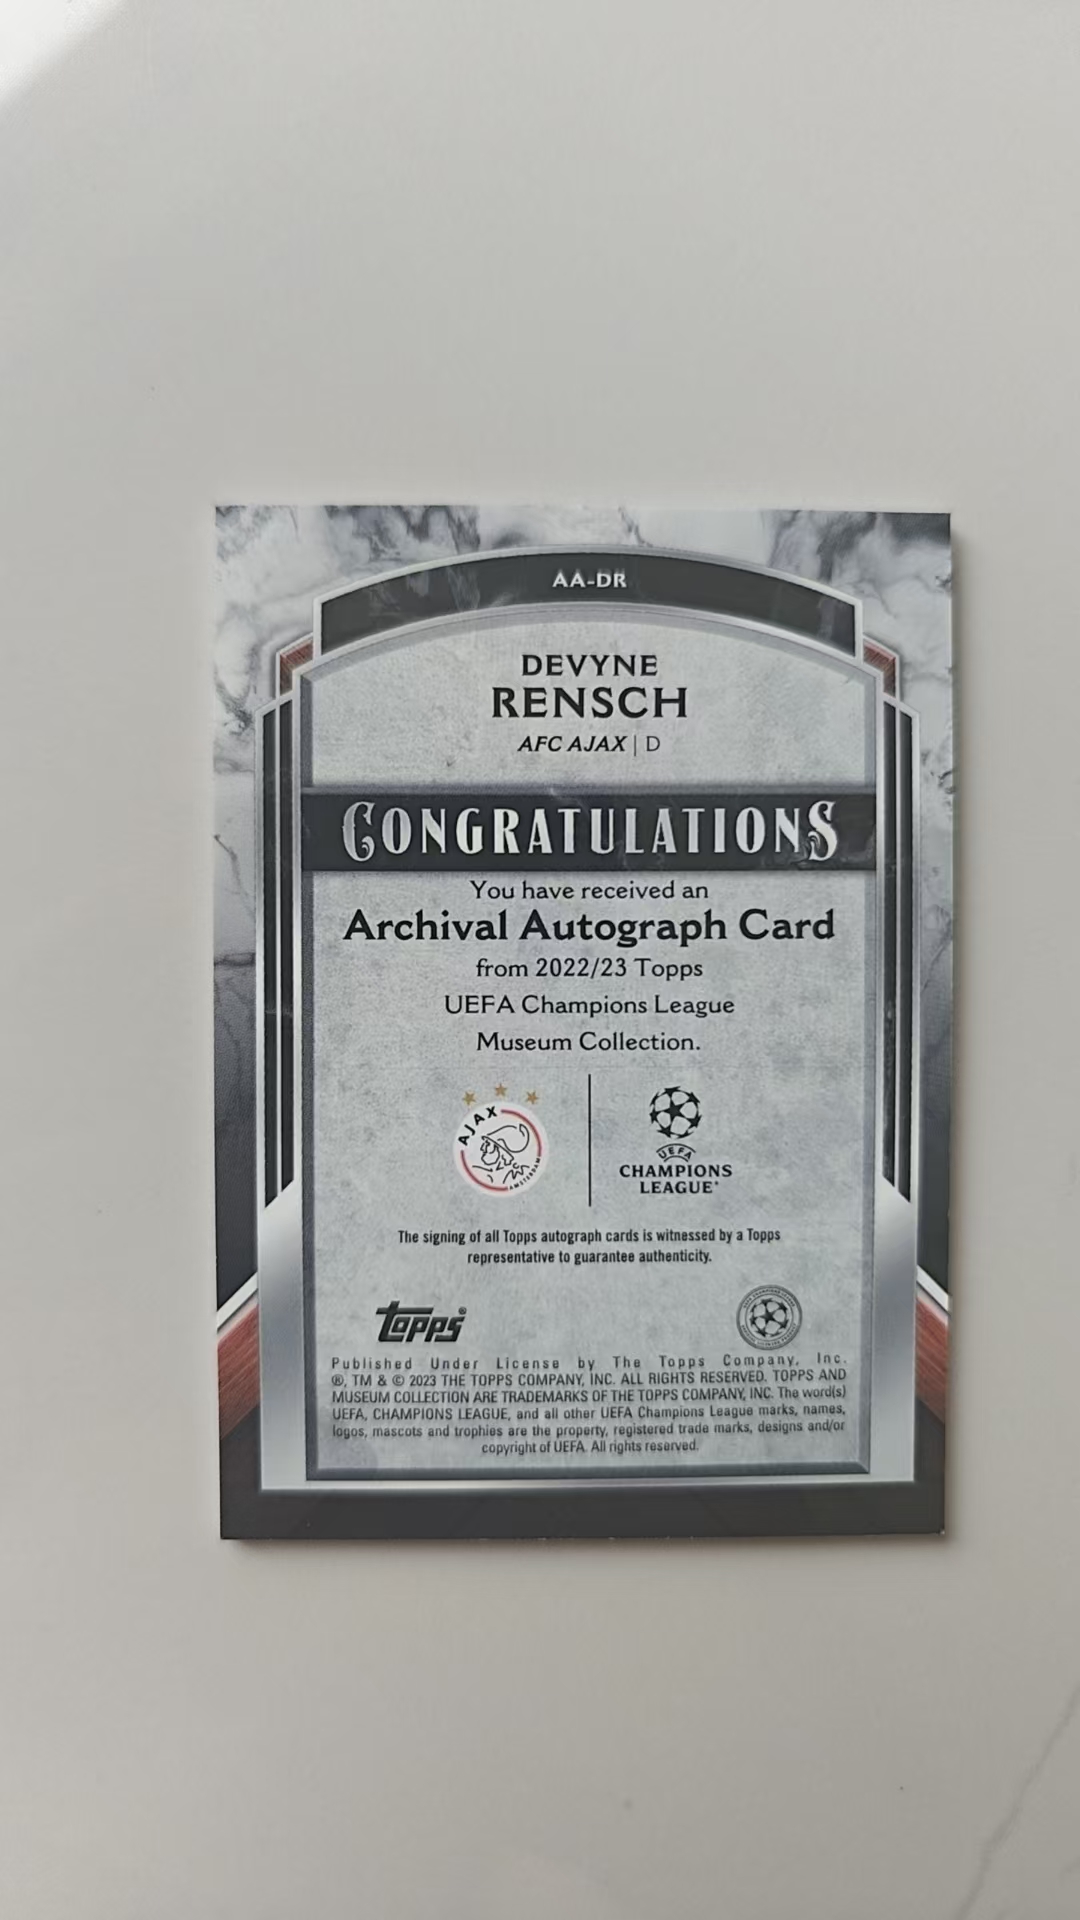 AA-DR
DEVYNE
RENSCH
AFC AJAX | D
CONGRATULATIONS
You have received an
Archival Autograph Card
from 2022/23 Topps
UEFA Champions League
Museum Collection.
AJAX
AMSTERDAM
UEFA
CHAMPIONS
LEAGUE®
The signing of all Topps autograph cards is witnessed by a Topps
representative to guarantee authenticity.
topps®
Published Under License by The Topps Company, Inc.
®, TM & © 2023 THE TOPPS COMPANY, INC. ALL RIGHTS RESERVED. TOPPS AND
MUSEUM COLLECTION ARE TRADEMARKS OF THE TOPPS COMPANY, INC. The word(s)
UEFA, CHAMPIONS LEAGUE, and all other UEFA Champions League marks, names,
logos, mascots and trophies are the property, registered trade marks, designs and/or
copyright of UEFA. All rights reserved.